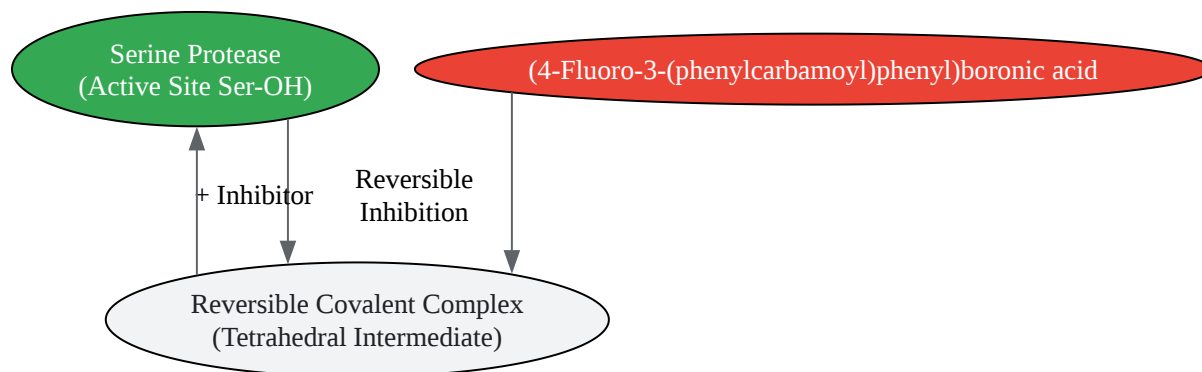 Serine Protease
(Active Site Ser-OH)
(4-Fluoro-3-(phenylcarbamoyl)phenyl)boronic acid
+ Inhibitor
Reversible
Inhibition
Reversible Covalent Complex
(Tetrahedral Intermediate)